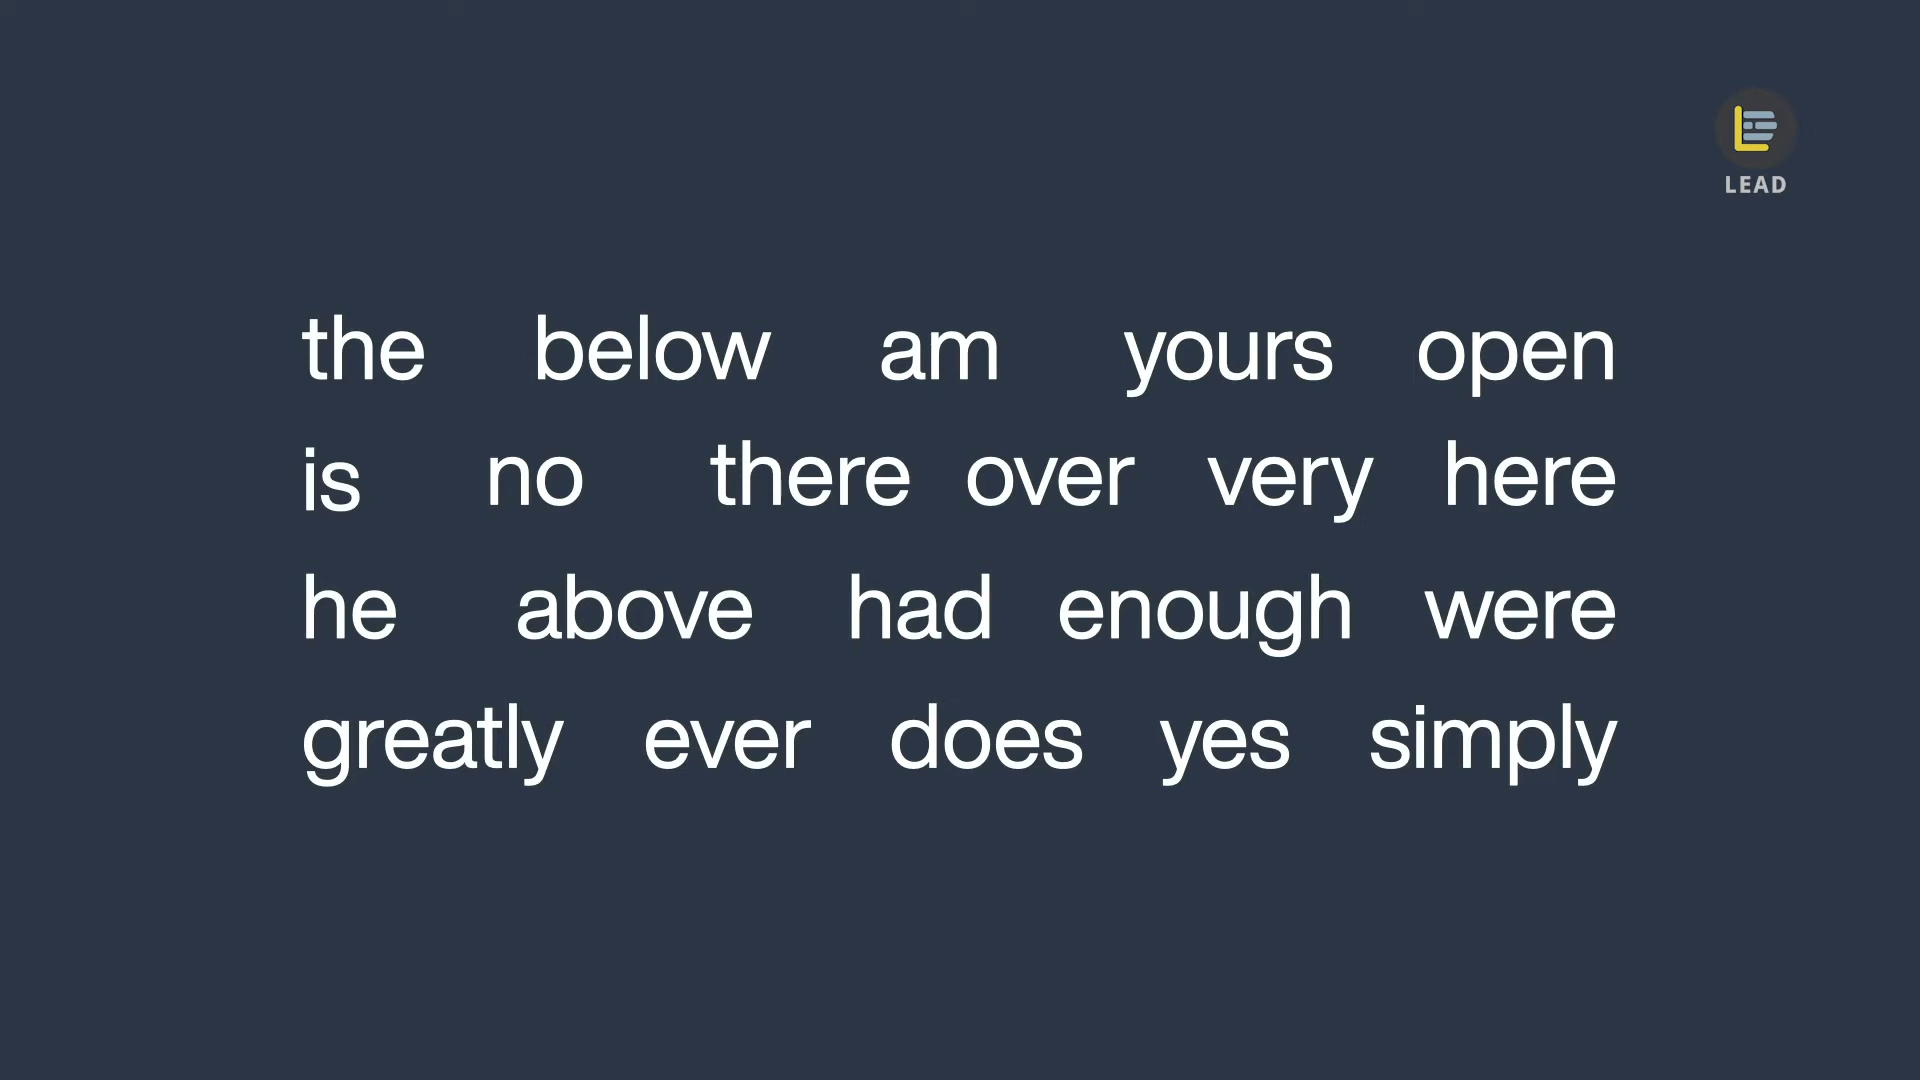 LEAD
the below am yours open
is no there over very here
he above had enough were
greatly ever does yes simply